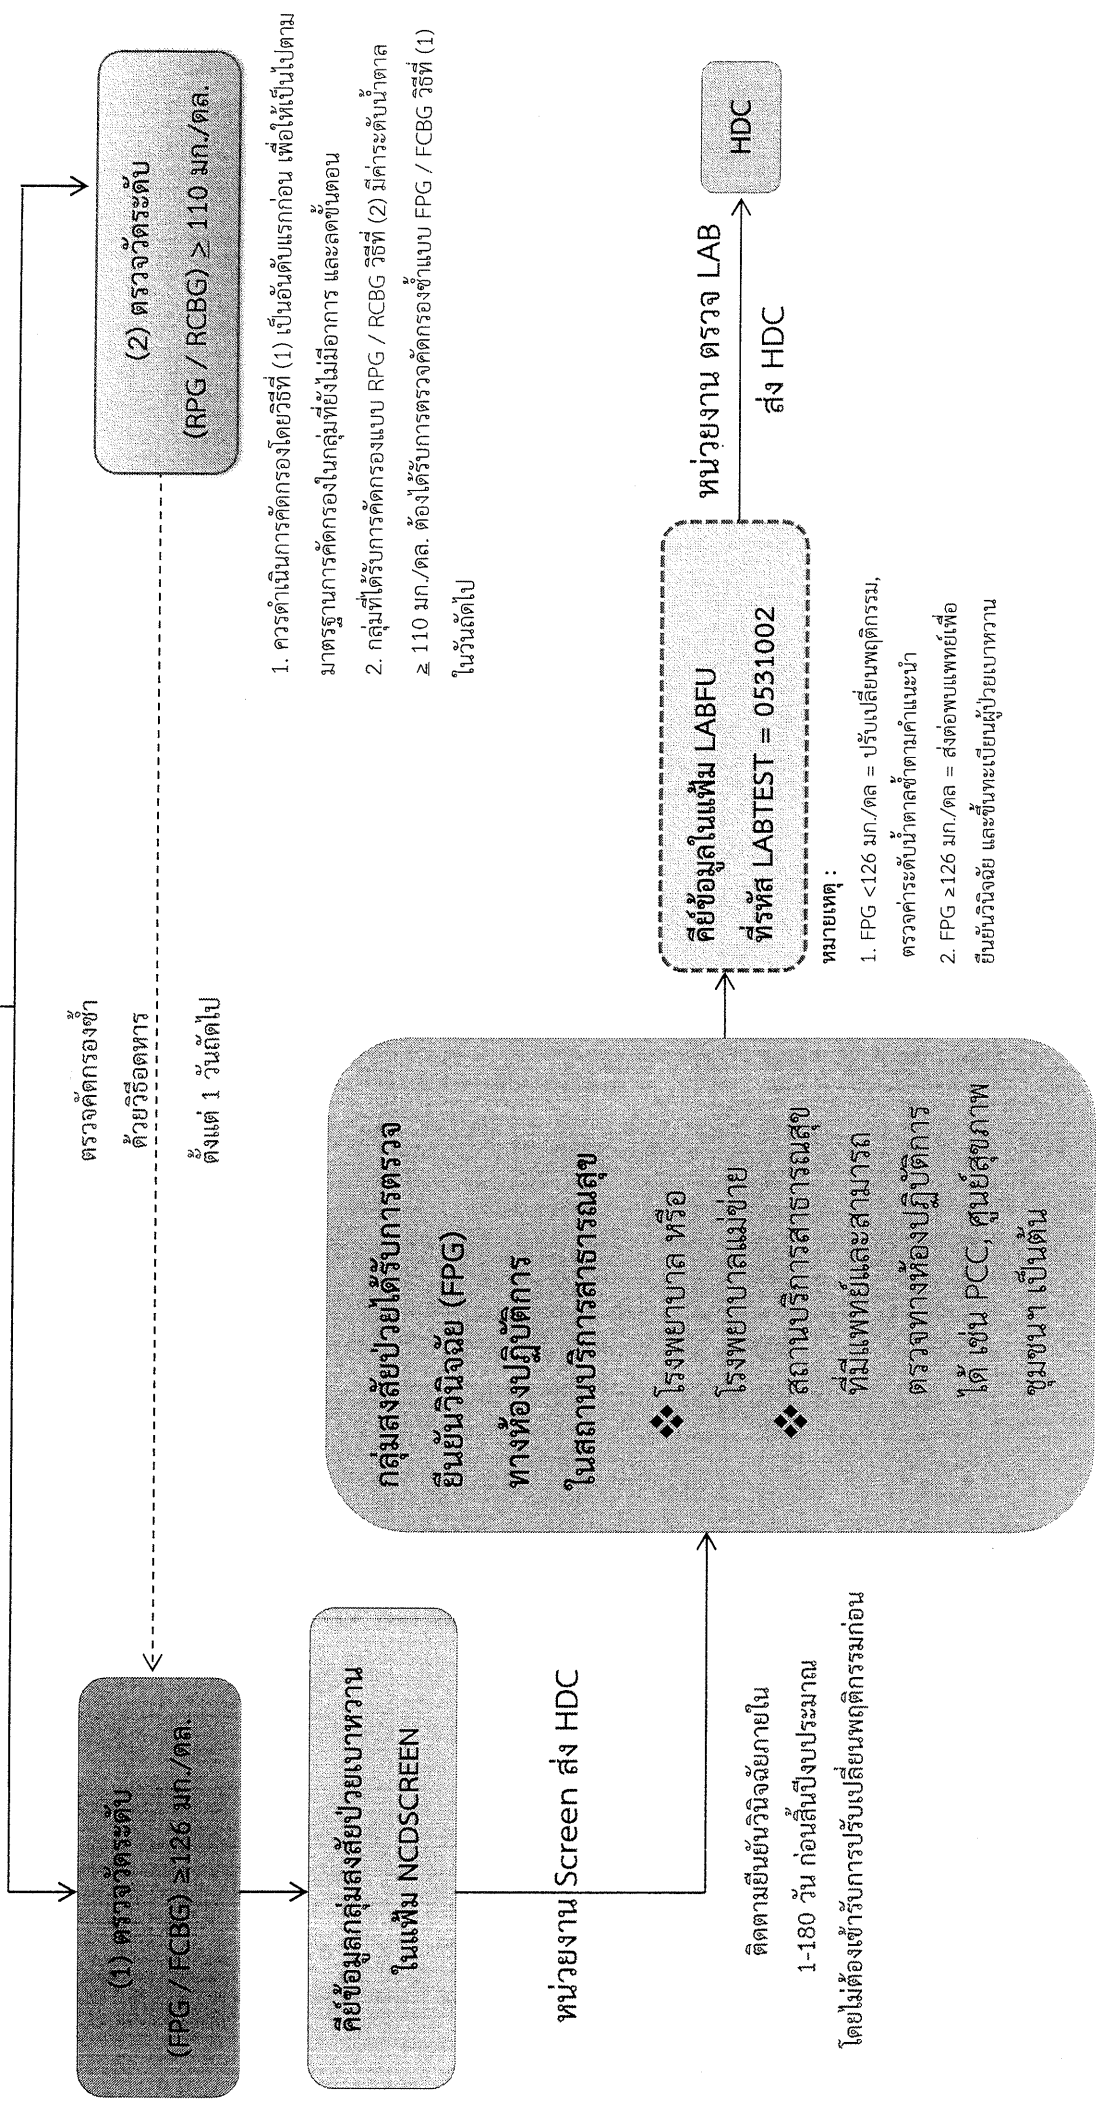 (1) ตรวจวัดระดับ
(FPG / FCBG) ≥126 มก./ดล.
ตรวจคัดกรองซ้ำ
ด้วยวิธีอดหาร
ตั้งแต่ 1 วันถัดไป
(2) ตรวจวัดระดับ
(RPG / RCBG) ≥ 110 มก./ดล.
1. ควรดำเนินการคัดกรองโดยวิธีที่ (1) เป็นอันดับแรกก่อน เพื่อให้เป็นไปตาม
มาตรฐานการคัดกรองในกลุ่มที่ยังไม่มีอาการ และลดขั้นตอน
2. กลุ่มที่ได้รับการคัดกรองแบบ RPG / RCBG วิธีที่ (2) มีค่าระดับน้ำตาล
≥ 110 มก./ดล. ต้องได้รับการตรวจคัดกรองซ้ำแบบ FPG / FCBG วิธีที่ (1)
ในวันถัดไป
คีย์ข้อมูลกลุ่มสงสัยป่วยเบาหวาน
ในแฟ้ม NCDSCREEN
หน่วยงาน Screen ส่ง HDC
ติดตามยืนยันวินิจฉัยภายใน
1-180 วัน ก่อนสิ้นปีงบประมาณ
โดยไม่ต้องเข้ารับการปรับเปลี่ยนพฤติกรรมก่อน
กลุ่มสงสัยป่วยได้รับการตรวจ
ยืนยันวินิจฉัย (FPG)
ทางห้องปฏิบัติการ
ในสถานบริการสาธารณสุข
❖ โรงพยาบาล หรือ
โรงพยาบาลแม่ข่าย
❖ สถานบริการสาธารณสุข
ที่มีแพทย์และสามารถ
ตรวจทางห้องปฏิบัติการ
ได้ เช่น PCC, ศูนย์สุขภาพ
ชุมชนฯ เป็นต้น
คีย์ข้อมูลในแฟ้ม LABFU
ที่รหัส LABTEST = 0531002
หมายเหตุ :
1. FPG <126 มก./ดล = ปรับเปลี่ยนพฤติกรรม,
ตรวจค่าระดับน้ำตาลซ้ำตามคำแนะนำ
2. FPG ≥126 มก./ดล = ส่งต่อพบแพทย์เพื่อ
ยืนยันวินิจฉัย และขึ้นทะเบียนผู้ป่วยเบาหวาน
หน่วยงาน ตรวจ LAB
ส่ง HDC
HDC